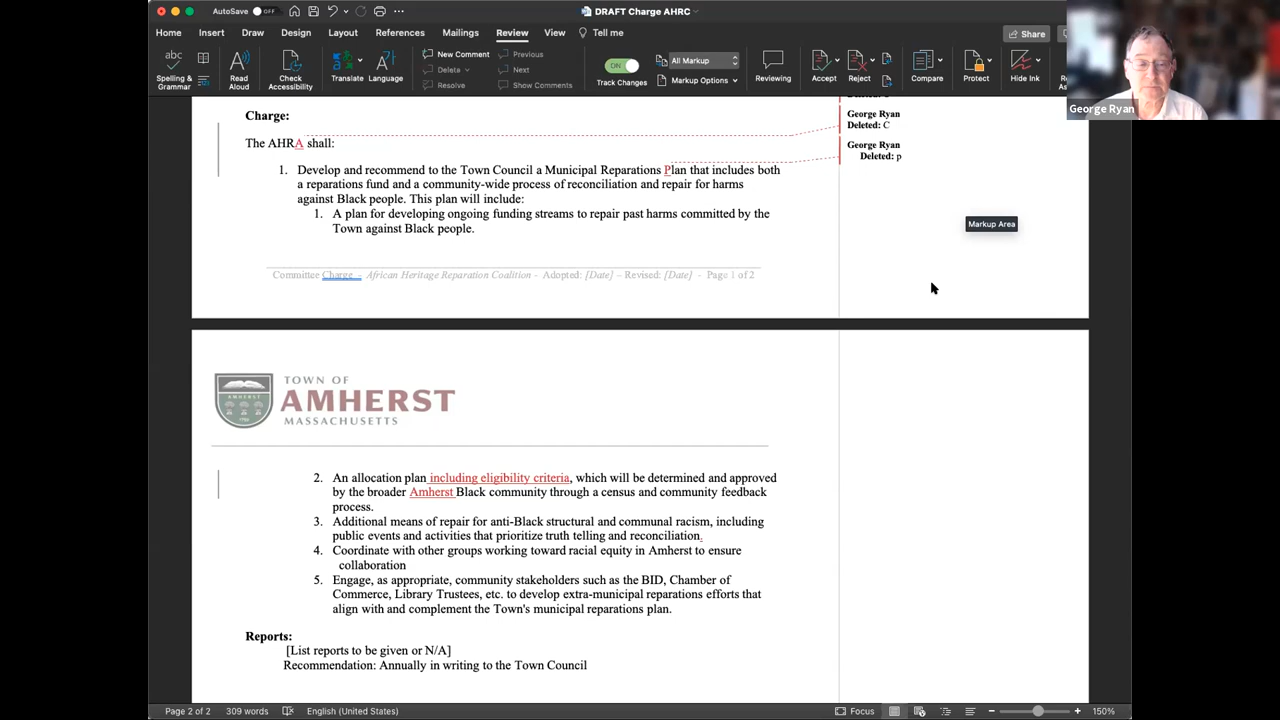 AutoSave OFF
DRAFT Charge AHRC
Home Insert Draw Design Layout References Mailings Review View Tell me
Share
abc
Spelling & Grammar
Read Aloud
Check Accessibility
Translate
Language
New Comment
Delete
Resolve
Previous
Next
Show Comments
ON
Track Changes
All Markup
Markup Options
Reviewing
Accept
Reject
Compare
Protect
Hide Ink
George Ryan
Charge:
The AHRA shall:
1. Develop and recommend to the Town Council a Municipal Reparations Plan that includes both
a reparations fund and a community-wide process of reconciliation and repair for harms
against Black people. This plan will include:
1. A plan for developing ongoing funding streams to repair past harms committed by the
Town against Black people.
Committee Charge – African Heritage Reparation Coalition - Adopted: [Date] – Revised: [Date] - Page 1 of 2
George Ryan
Deleted: C
George Ryan
Deleted: p
Markup Area
TOWN OF
AMHERST
MASSACHUSETTS
AMHERST
2. An allocation plan including eligibility criteria, which will be determined and approved
by the broader Amherst Black community through a census and community feedback
process.
3. Additional means of repair for anti-Black structural and communal racism, including
public events and activities that prioritize truth telling and reconciliation.
4. Coordinate with other groups working toward racial equity in Amherst to ensure
collaboration
5. Engage, as appropriate, community stakeholders such as the BID, Chamber of
Commerce, Library Trustees, etc. to develop extra-municipal reparations efforts that
align with and complement the Town's municipal reparations plan.
Reports:
[List reports to be given or N/A]
Recommendation: Annually in writing to the Town Council
Page 2 of 2 309 words English (United States) Focus 150%